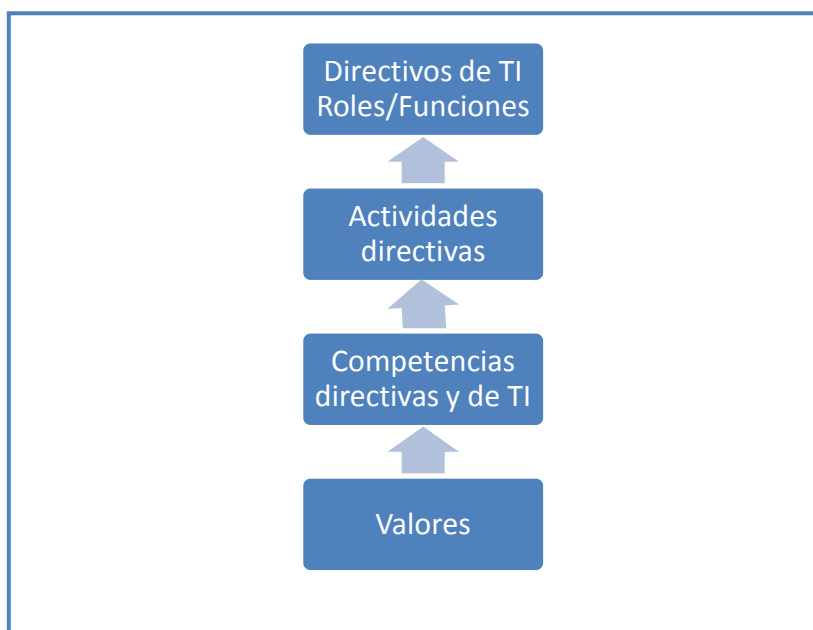 Directivos de TI
Roles/Funciones
Actividades
directivas
Competencias
directivas y de TI
Valores